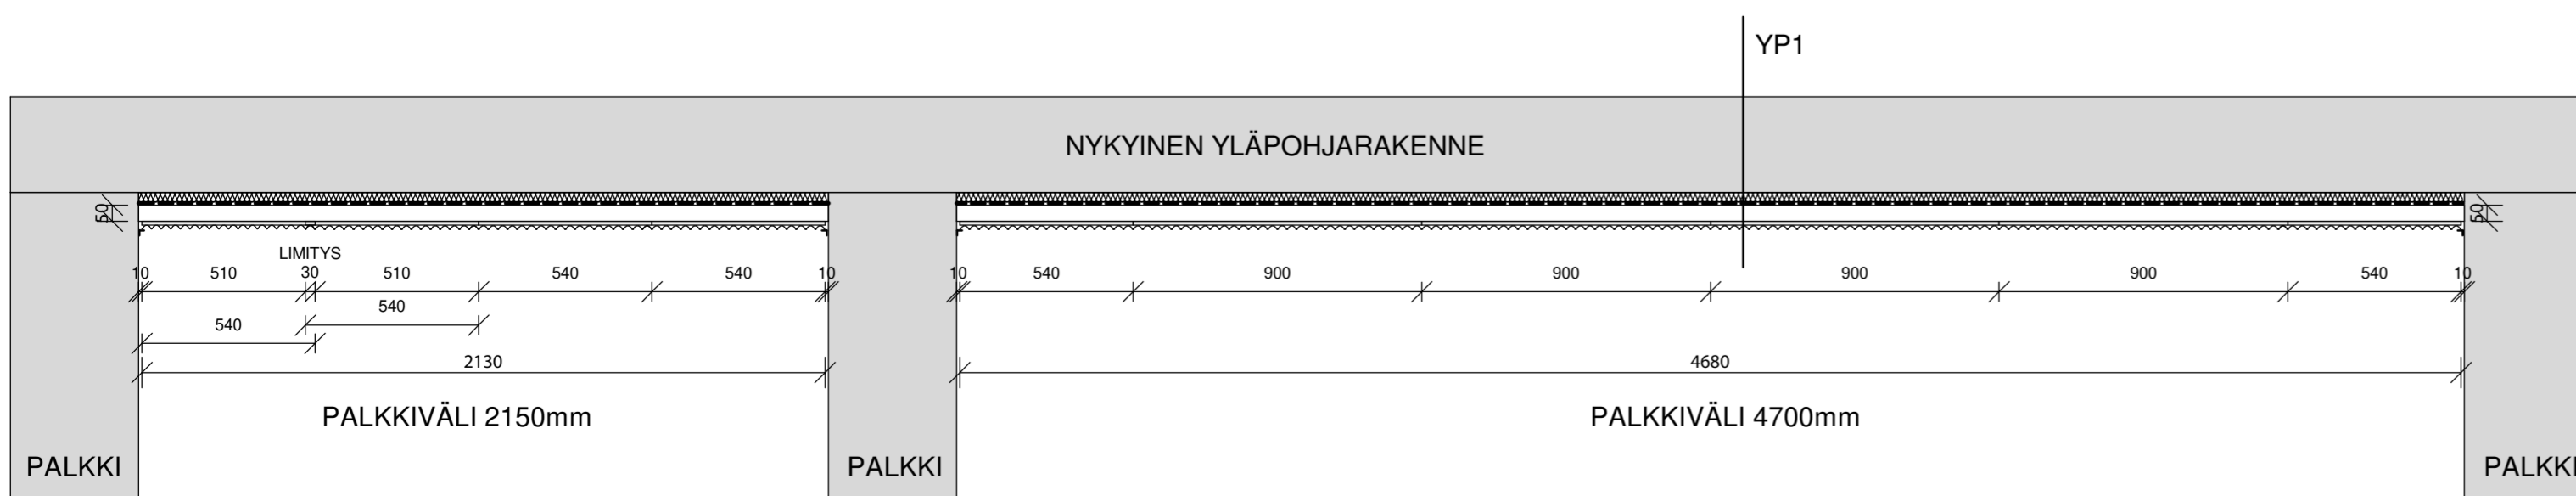 YP1
NYKYINEN YLÄPOHJARAKENNE
50
50
LIMITYS
10 510 30 510 540 540 10
10 540 900 900 900 900 540 10
540
540
2130
4680
PALKKIVÄLI 2150mm
PALKKIVÄLI 4700mm
PALKKI
PALKKI
PALKKI